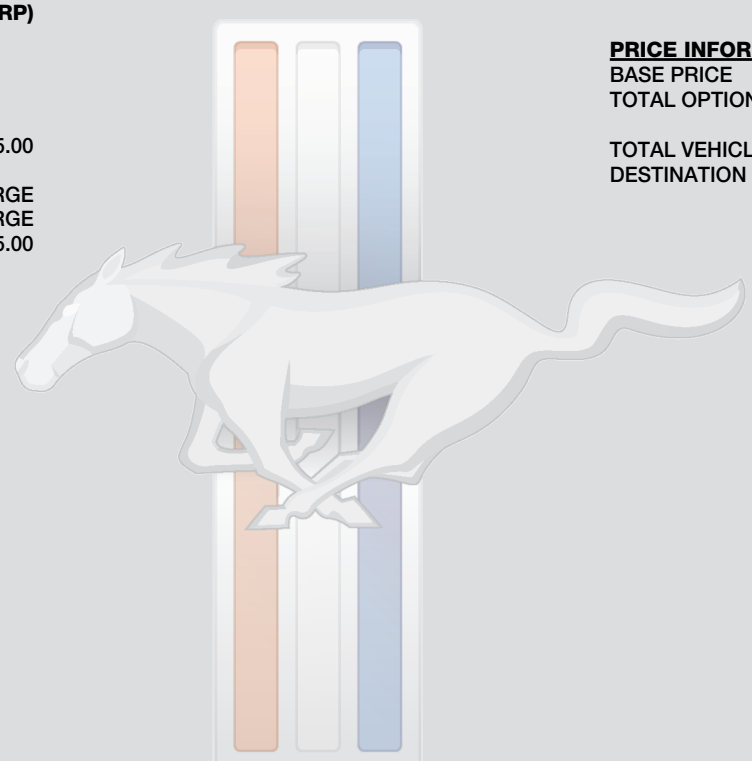 RP)
5.00
RGE
RGE
5.00
PRICE INFOR
BASE PRICE
TOTAL OPTION
TOTAL VEHICL
DESTINATION